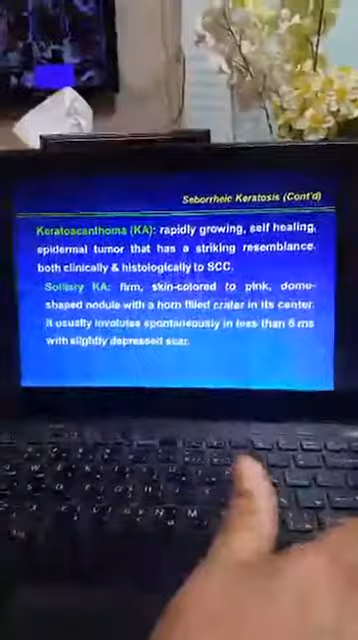 Seborrheic Keratosis (Cont'd)
Keratoacanthoma (KA): rapidly growing, self healing,
epidermal tumor that has a striking resemblance,
both clinically & histologically to SCC.
Solitary KA: firm, skin-colored to pink, dome-
shaped nodule with a horn filled crater in its center.
It usually involutes spontaneously in less than 6 ms
with slightly depressed scar.